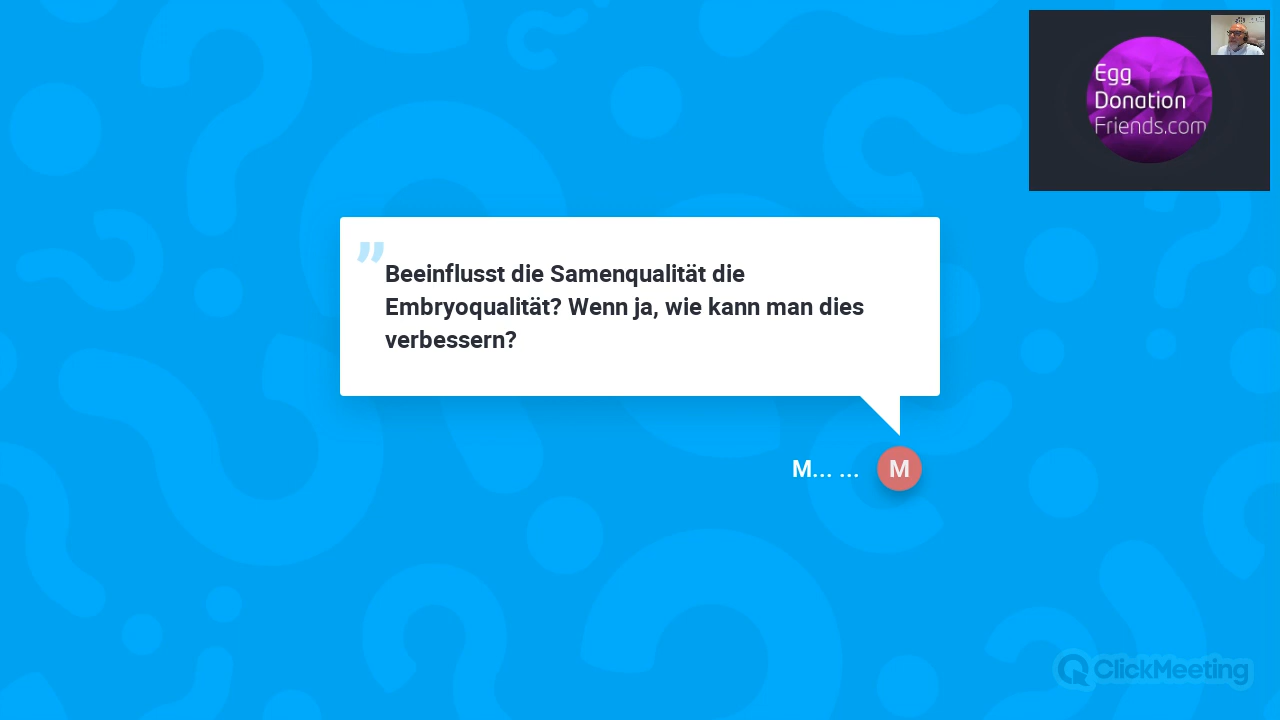 Egg
Donation
Friends.com
Beeinflusst die Samenqualität die
Embryoqualität? Wenn ja, wie kann man dies
verbessern?
M... ... M
ClickMeeting